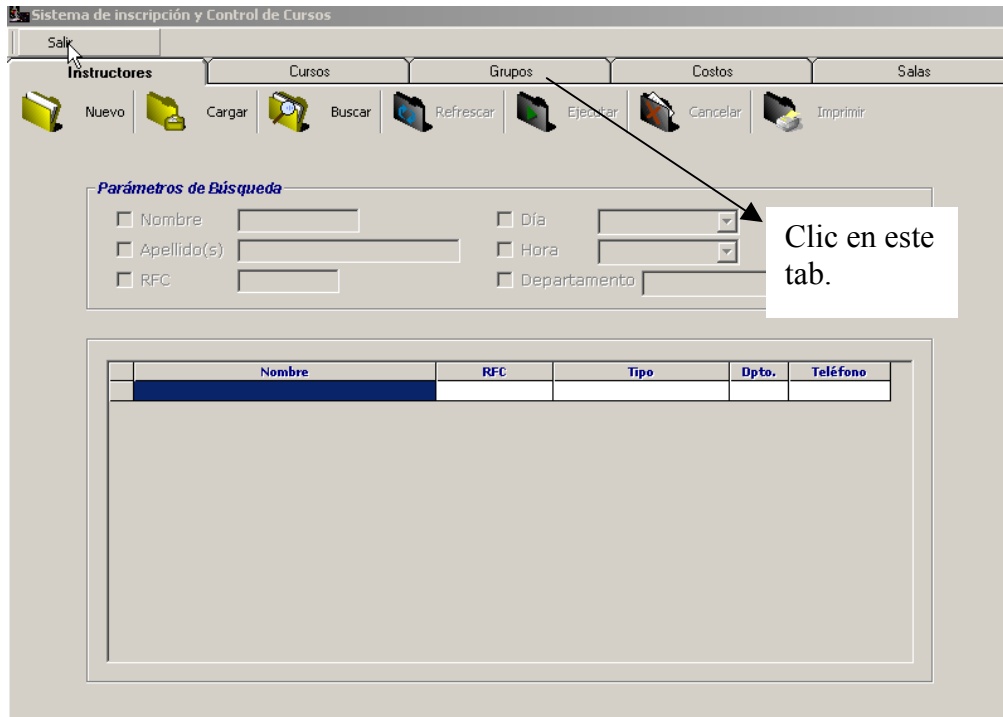 Sistema de inscripción y Control de Cursos
Salir
Instructores Cursos Grupos Costos Salas
Nuevo Cargar Buscar Refrescar Ejecutar Cancelar Imprimir
Parámetros de Búsqueda
Nombre Día
Apellido(s) Hora
RFC Departamento
Clic en este
tab.
Nombre RFC Tipo Dpto. Teléfono